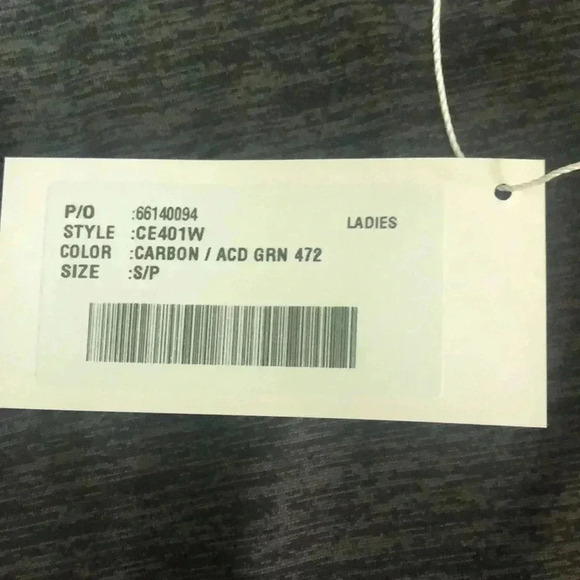 P/O :66140094
LADIES
STYLE :CE401W
COLOR :CARBON / ACD GRN 472
SIZE :S/P